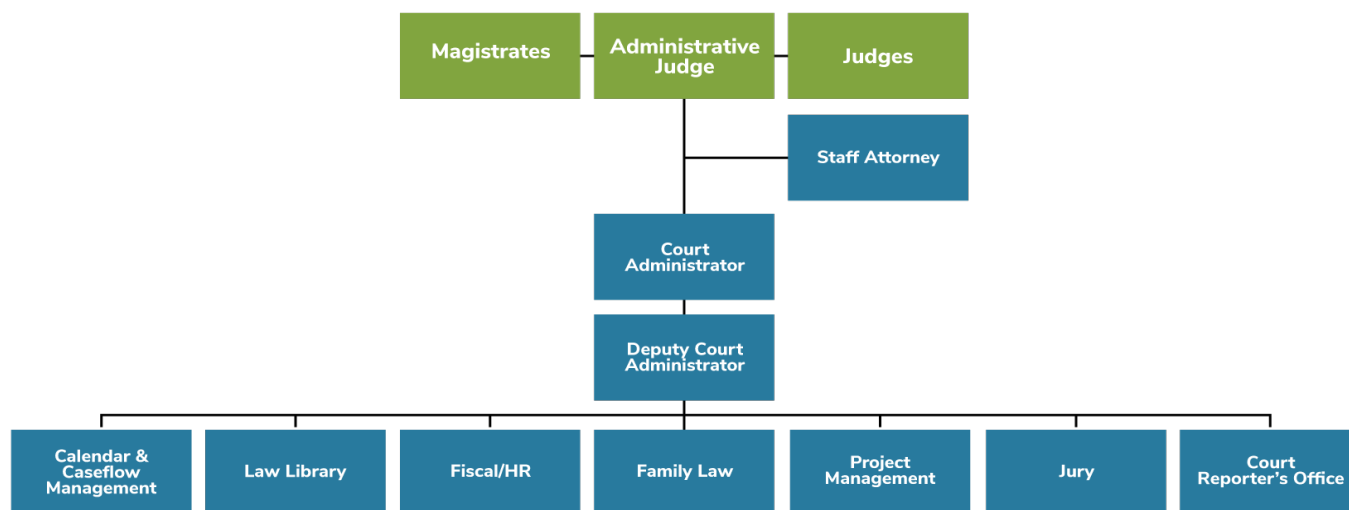 Magistrates
Administrative
Judge
Judges
Staff Attorney
Court
Administrator
Deputy Court
Administrator
Calendar &
Caseflow
Management
Law Library
Fiscal/HR
Family Law
Project
Management
Jury
Court
Reporter's Office